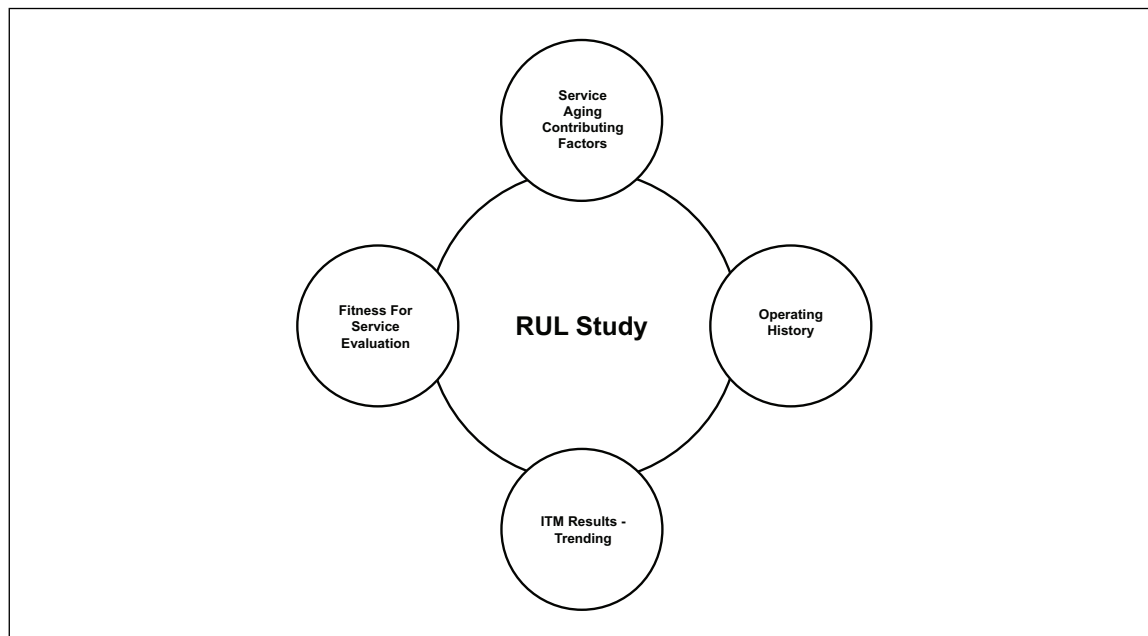 Service
Aging
Contributing
Factors
Fitness For
Service
Evaluation
RUL Study
Operating
History
ITM Results -
Trending